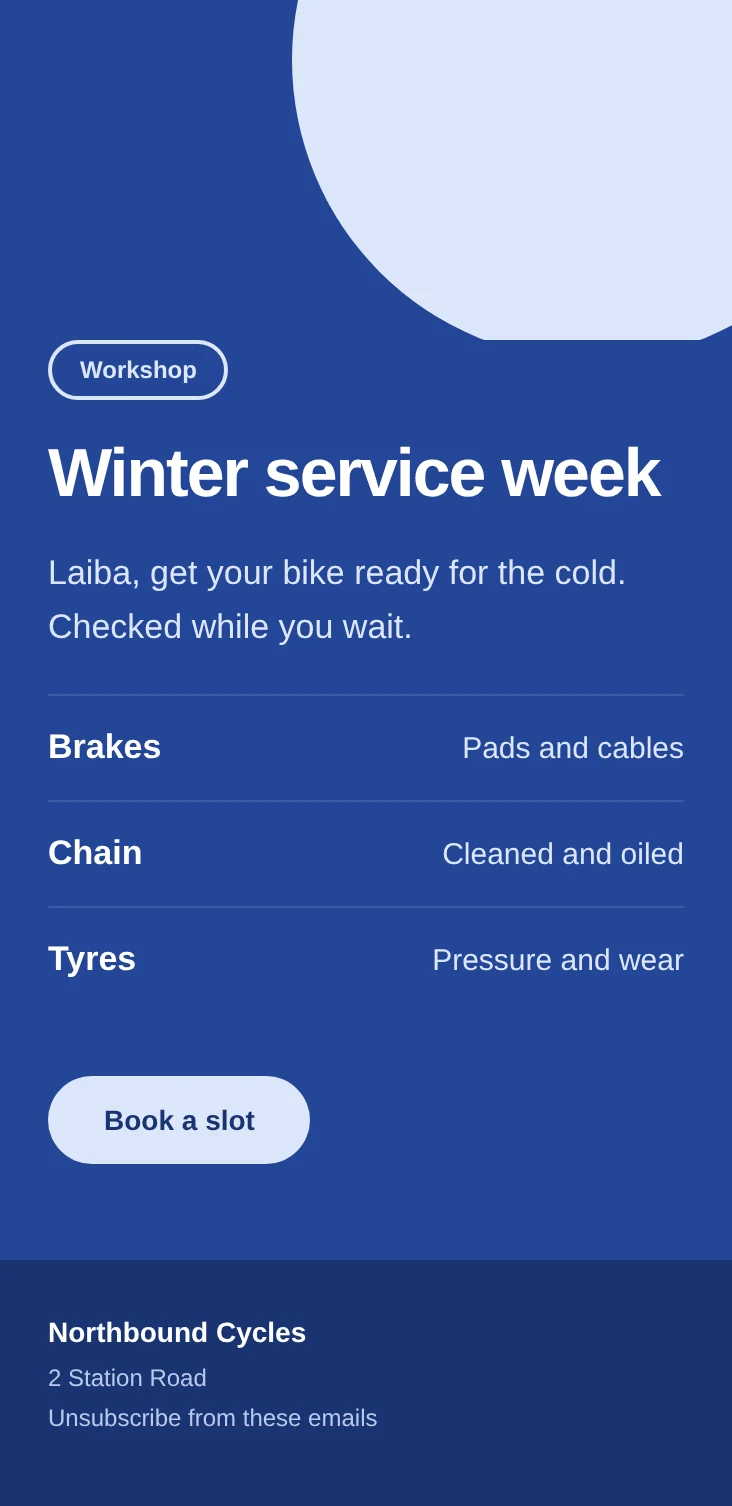 Workshop
Winter service week
Laiba, get your bike ready for the cold.
Checked while you wait.
Brakes Pads and cables
Chain Cleaned and oiled
Tyres Pressure and wear
Book a slot
Northbound Cycles
2 Station Road
Unsubscribe from these emails